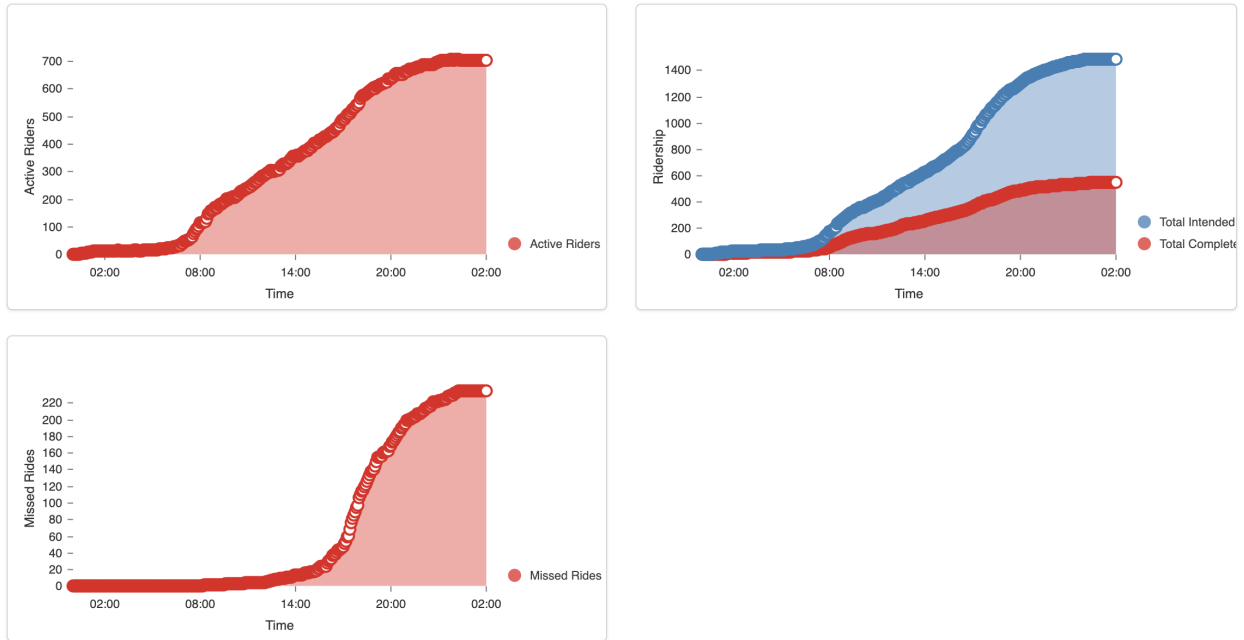 Active Riders
700
600
500
400
300
200
100
0
02:00 08:00 14:00 20:00 02:00
Time
Active Riders
Ridership
1400
1200
1000
800
600
400
200
0
02:00 08:00 14:00 20:00 02:00
Time
Total Intended
Total Complete
Missed Rides
220
200
180
160
140
120
100
80
60
40
20
0
02:00 08:00 14:00 20:00 02:00
Time
Missed Rides